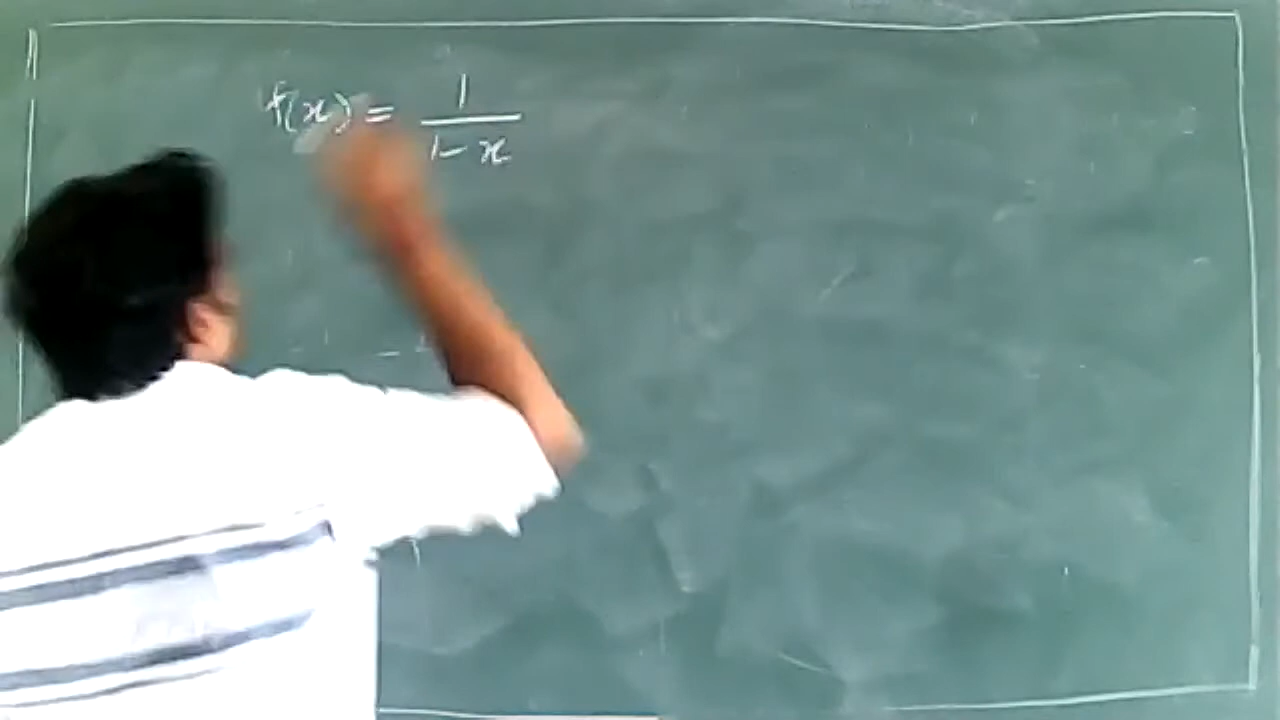 f(x) = 1/(1-x)